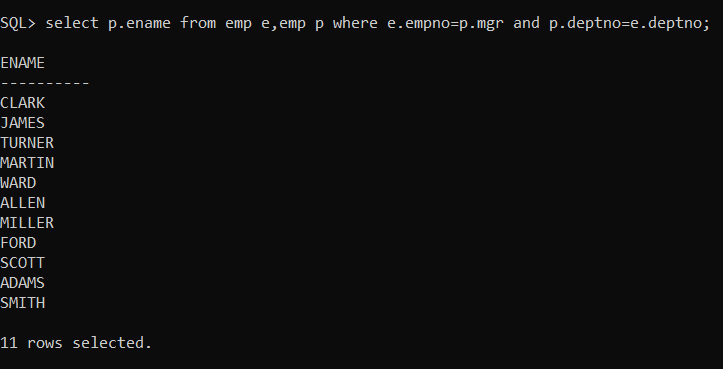 SQL> select p.ename from emp e,emp p where e.empno=p.mgr and p.deptno=e.deptno;
ENAME
----------
CLARK
JAMES
TURNER
MARTIN
WARD
ALLEN
MILLER
FORD
SCOTT
ADAMS
SMITH
11 rows selected.